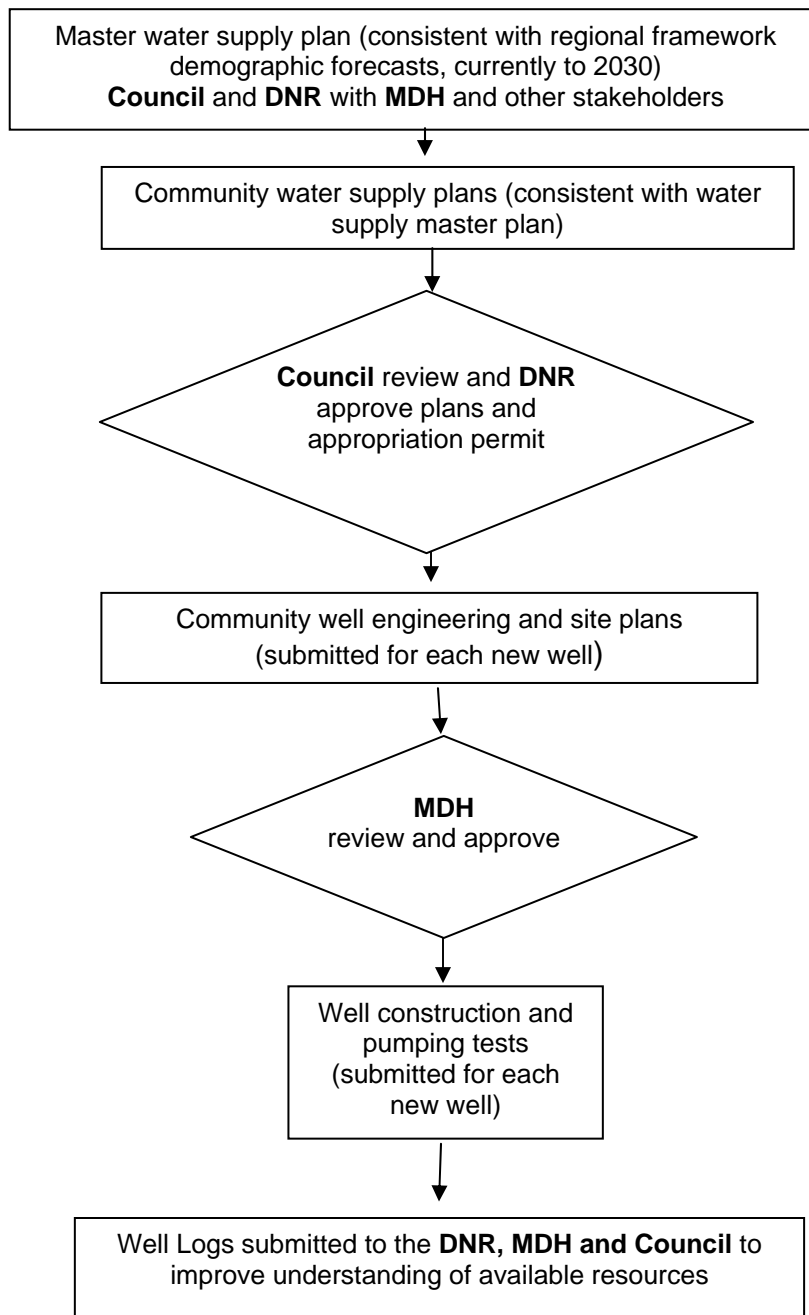 Master water supply plan (consistent with regional framework
demographic forecasts, currently to 2030)
Council and DNR with MDH and other stakeholders
Community water supply plans (consistent with water
supply master plan)
Council review and DNR
approve plans and
appropriation permit
Community well engineering and site plans
(submitted for each new well)
MDH
review and approve
Well construction and
pumping tests
(submitted for each
new well)
Well Logs submitted to the DNR, MDH and Council to
improve understanding of available resources